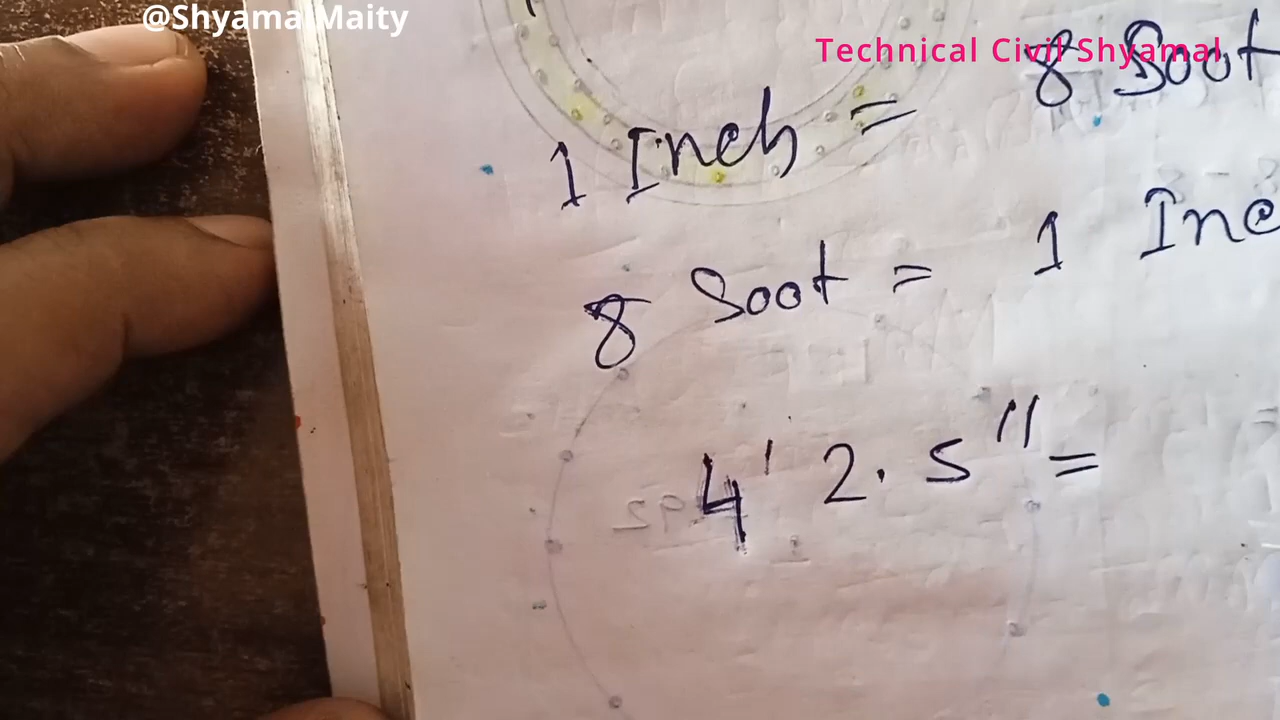 @ShyamalMaity
Technical Civil Shyamal
1 Inch = 8 Soot
8 Soot = 1 Inc
4' 2.5" =